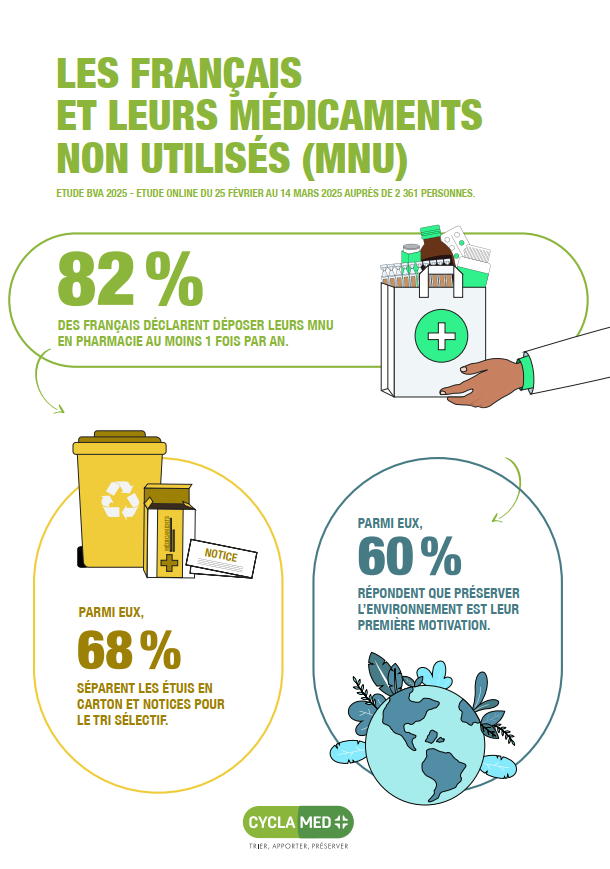 LES FRANÇAIS
ET LEURS MÉDICAMENTS
NON UTILISÉS (MNU)
ETUDE BVA 2025 - ETUDE ONLINE DU 25 FÉVRIER AU 14 MARS 2025 AUPRÈS DE 2 361 PERSONNES.
82 %
DES FRANÇAIS DÉCLARENT DÉPOSER LEURS MNU
EN PHARMACIE AU MOINS 1 FOIS PAR AN.
MÉDICAMENTS
NOTICE
PARMI EUX,
68 %
SÉPARENT LES ÉTUIS EN
CARTON ET NOTICES POUR
LE TRI SÉLECTIF.
PARMI EUX,
60 %
RÉPONDENT QUE PRÉSERVER
L'ENVIRONNEMENT EST LEUR
PREMIÈRE MOTIVATION.
CYCLAMED
TRIER, APPORTER, PRÉSERVER